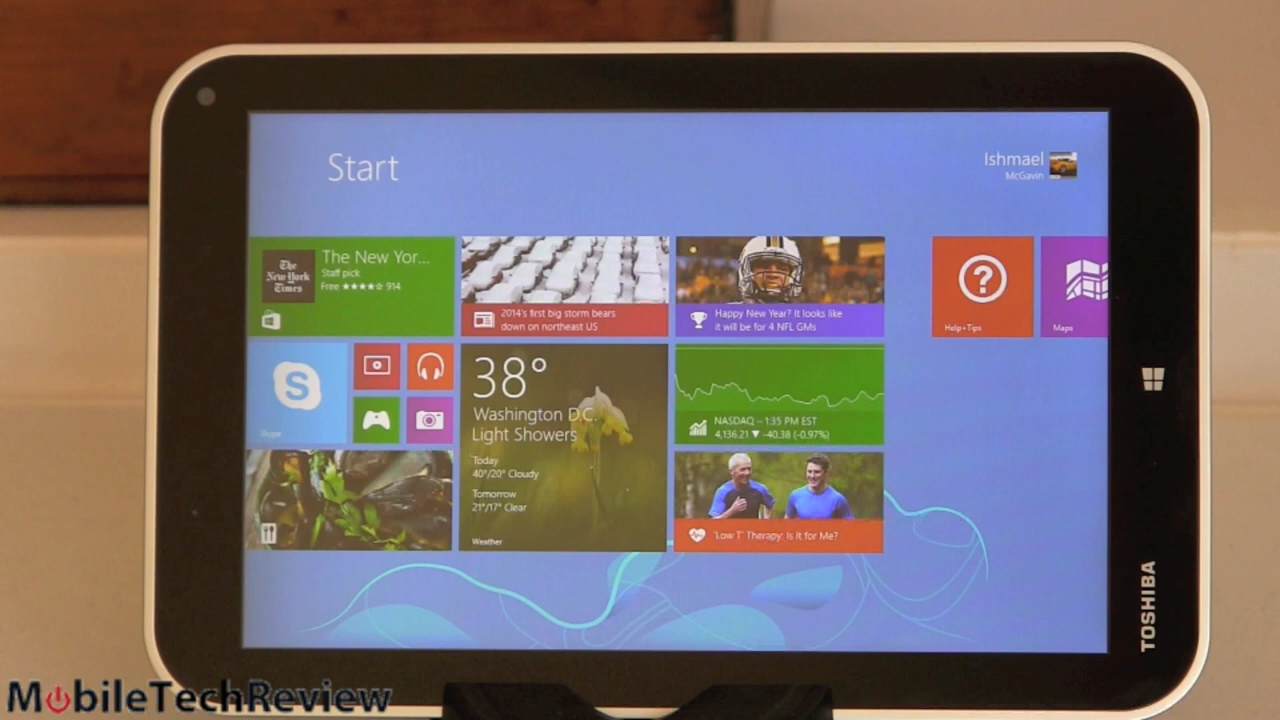 Start
Ishmael
McGavin
The New Yor...
Staff pick
Free ★★★★☆ 914
The
New York
Times
2014's first big storm bears
down on northeast US
Happy New Year? It looks like
it will be for 4 NFL GMs
Help+Tips
Maps
Skype
38°
Washington D.C.
Light Showers
Today
40°/20° Cloudy
Tomorrow
21°/17° Clear
Weather
NASDAQ – 1:35 PM EST
4,136.21 ▼ -40.38 (-0.97%)
'Low T' Therapy: Is It for Me?
TOSHIBA
MobileTechReview